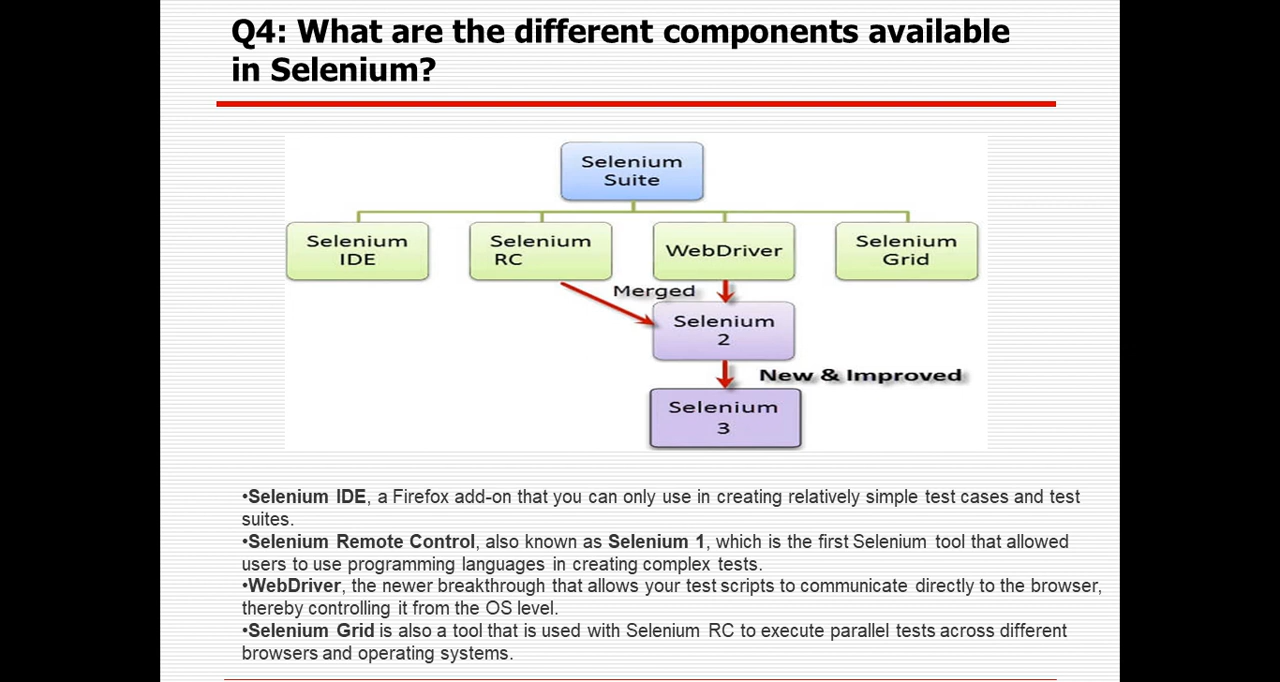 Q4: What are the different components available
in Selenium?
Selenium
Suite
Selenium
IDE
Selenium
RC
WebDriver
Selenium
Grid
Merged
Selenium
2
New & Improved
Selenium
3
•Selenium IDE, a Firefox add-on that you can only use in creating relatively simple test cases and test
suites.
•Selenium Remote Control, also known as Selenium 1, which is the first Selenium tool that allowed
users to use programming languages in creating complex tests.
•WebDriver, the newer breakthrough that allows your test scripts to communicate directly to the browser,
thereby controlling it from the OS level.
•Selenium Grid is also a tool that is used with Selenium RC to execute parallel tests across different
browsers and operating systems.